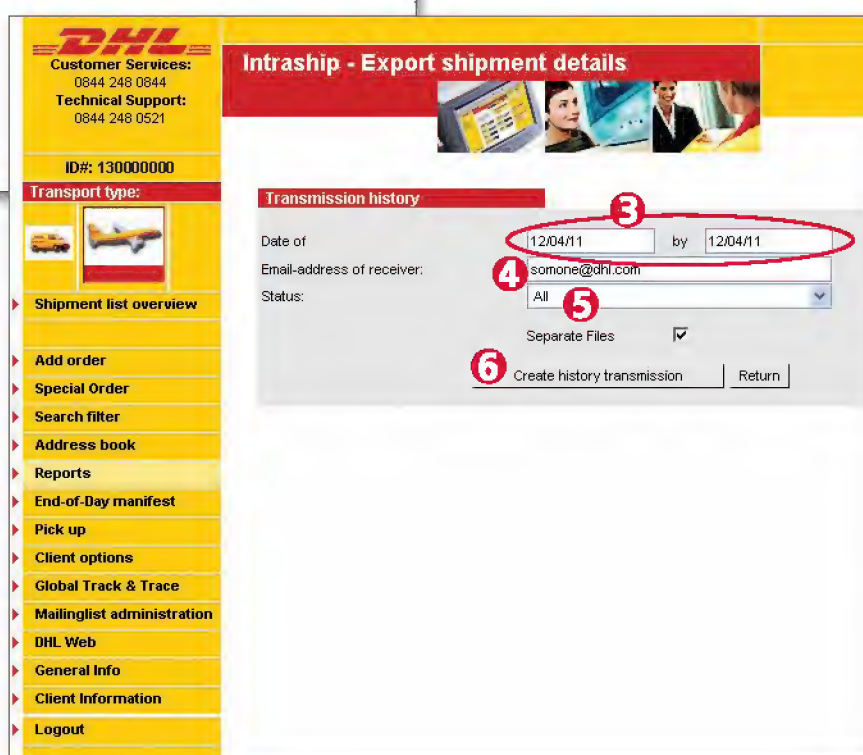 DHL
Customer Services:
0844 248 0844
Technical Support:
0844 248 0521
ID#: 130000000
Transport type:
Shipment list overview
Add order
Special Order
Search filter
Address book
Reports
End-of-Day manifest
Pick up
Client options
Global Track & Trace
Mailinglist administration
DHL Web
General Info
Client Information
Logout
Intraship - Export shipment details
Transmission history
3
Date of 12/04/11 by 12/04/11
Email-address of receiver: 4 somone@dhl.com
Status: All 5
Separate Files
6 Create history transmission Return